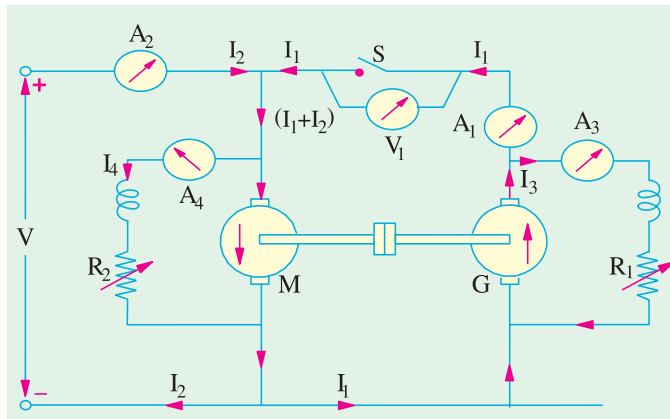 A2
I2
I1
S
I1
+
(I1+I2)
V1
A1
A3
I4
A4
I3
V
R2
M
G
R1
−
I2
I1